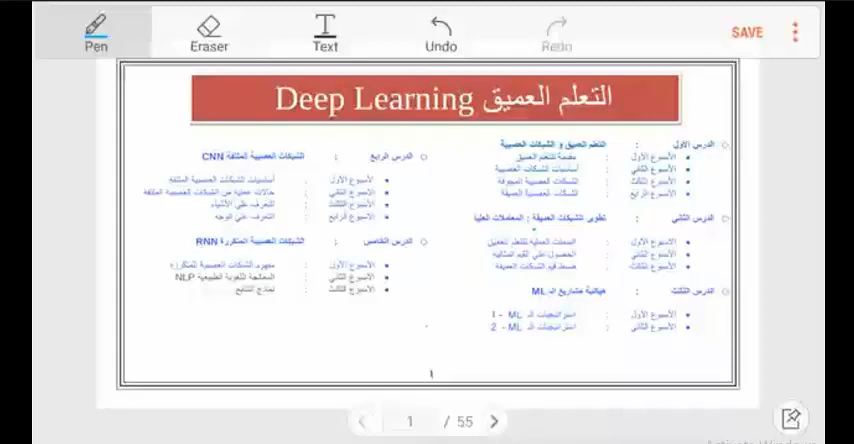 Pen
Eraser
Text
Undo
Redo
SAVE
التعلم العميق Deep Learning
الدرس الأول : التعلم العميق و الشبكات العصبية
الأسبوع الأول : مقدمة للتعلم العميق
الأسبوع الثاني : أساسيات الشبكات العصبية
الأسبوع الثالث : الشبكات العصبية المجوفة
الأسبوع الرابع : الشبكات العصبية العميقة
الدرس الثاني : تطوير الشبكات العميقة : المعاملات العليا
الأسبوع الأول : السمات العملية للتعلم العميق
الأسبوع الثاني : الحصول علي القيم المثالية
الأسبوع الثالث : ضبط قيم الشبكات العميقة
الدرس الثالث : هيكلية مشاريع الـ ML
الأسبوع الأول : استراتيجيات الـ ML - 1
الأسبوع الثاني : استراتيجيات الـ ML - 2
الدرس الرابع : الشبكات العصبية الملتفة CNN
الأسبوع الأول : أساسيات الشبكات العصبية الملتفة
الأسبوع الثاني : حالات عملية من الشبكات العصبية الملتفة
الأسبوع الثالث : التعرف علي الأشياء
الأسبوع الرابع : التعرف علي الوجه
الدرس الخامس : الشبكات العصبية المتكررة RNN
الأسبوع الأول : مفهوم الشبكات العصبية المتكررة
الأسبوع الثاني : المعالجة اللغوية الطبيعية NLP
الأسبوع الثالث : نماذج التتابع
١
1 / 55